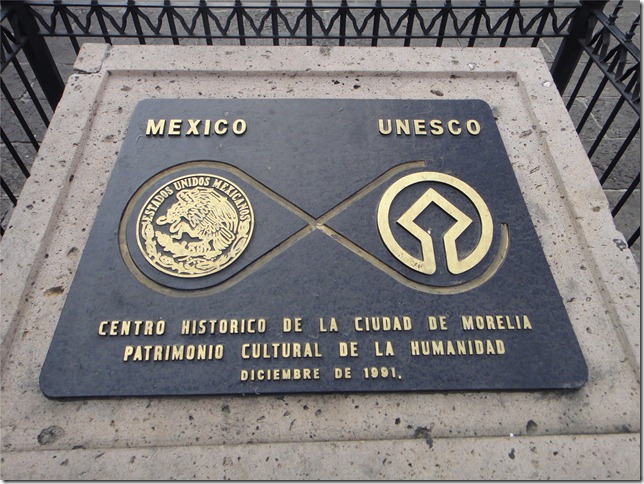 MEXICO UNESCO
ESTADOS UNIDOS MEXICANOS
CENTRO HISTORICO DE LA CIUDAD DE MORELIA
PATRIMONIO CULTURAL DE LA HUMANIDAD
DICIEMBRE DE 1991.